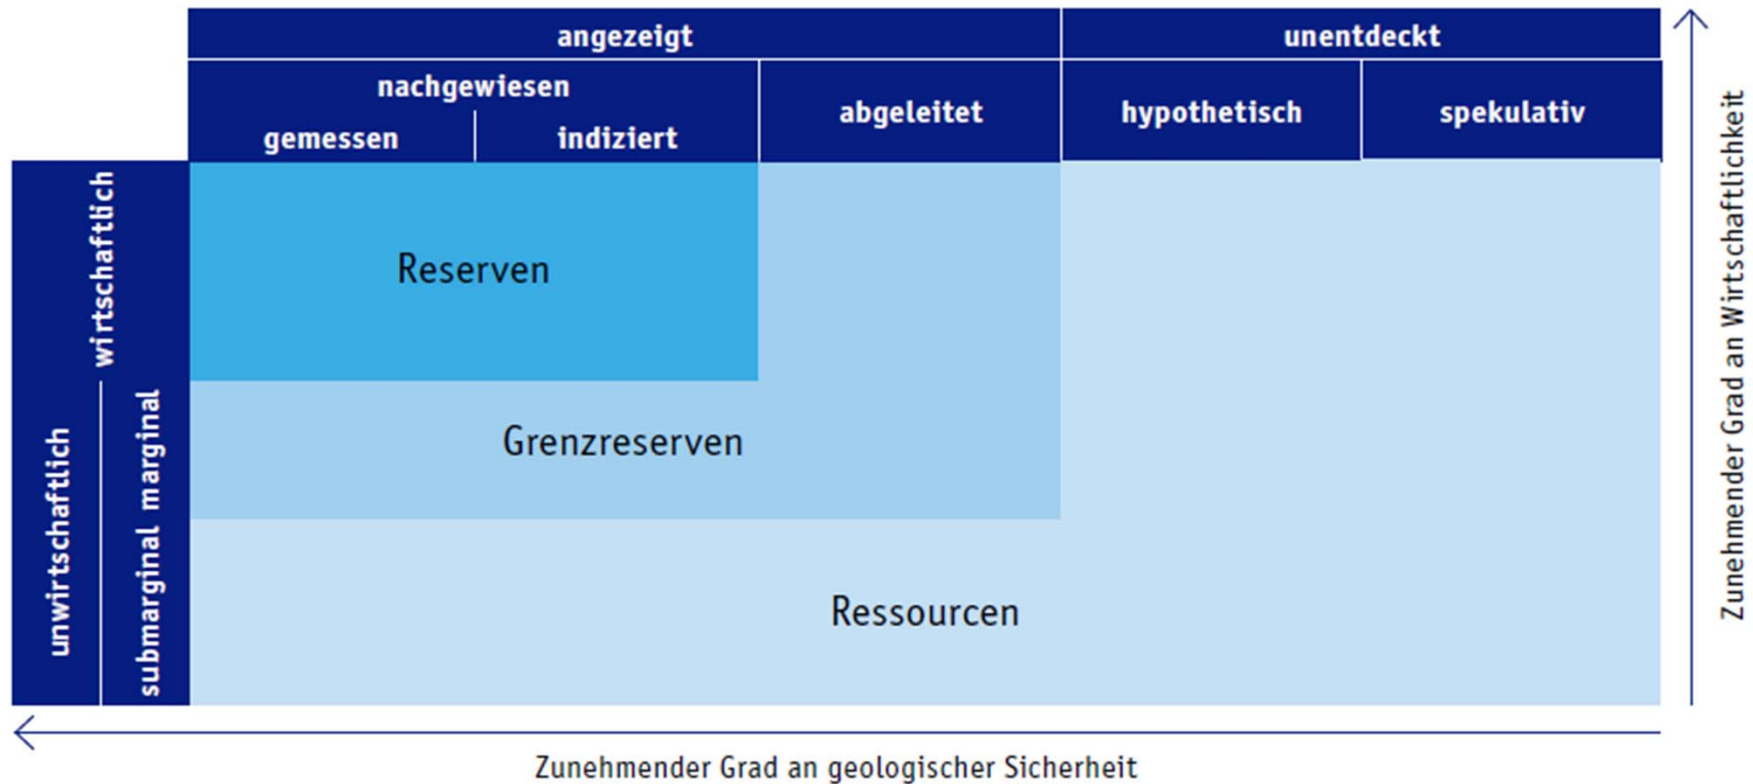 angezeigt
unentdeckt
nachgewiesen
abgeleitet
hypothetisch
spekulativ
gemessen
indiziert
wirtschaftlich
unwirtschaftlich
marginal
submarginal
Reserven
Grenzreserven
Ressourcen
Zunehmender Grad an Wirtschaftlichkeit
Zunehmender Grad an geologischer Sicherheit